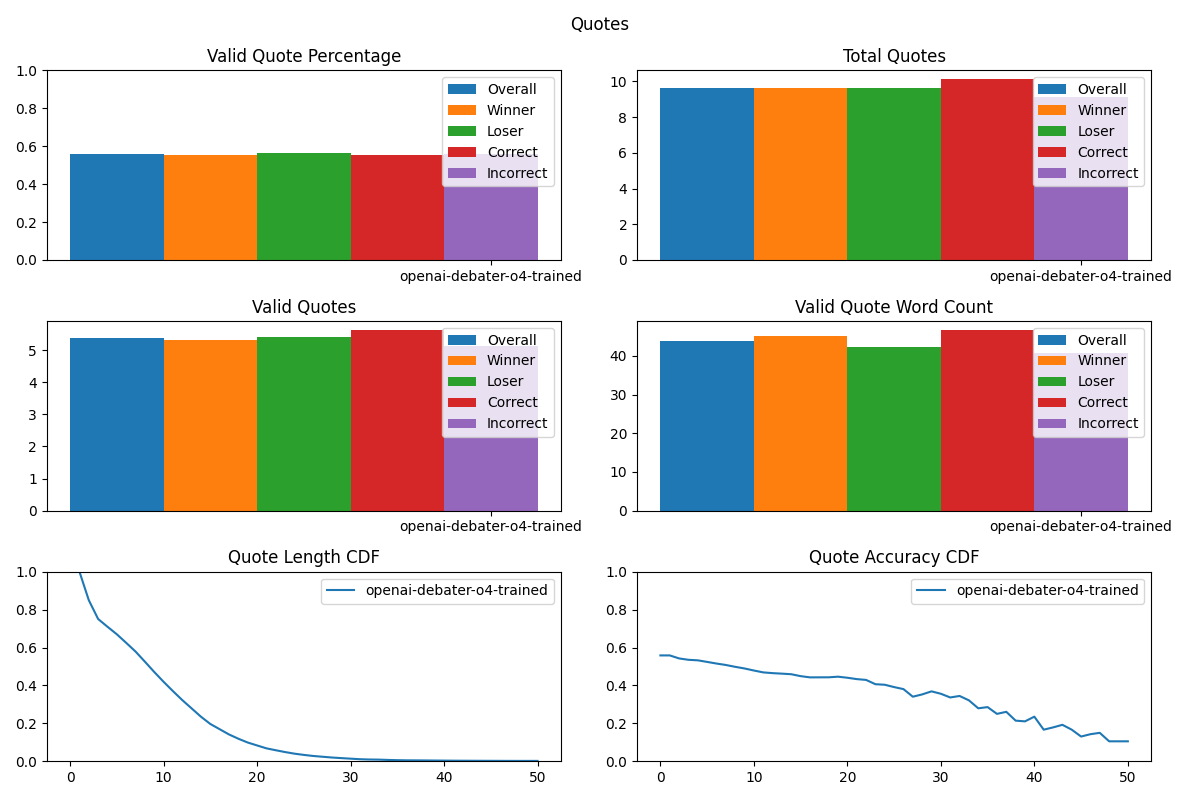 Quotes
Valid Quote Percentage
1.0
0.8
0.6
0.4
0.2
0.0
Overall
Winner
Loser
Correct
Incorrect
openai-debater-o4-trained
Total Quotes
10
8
6
4
2
0
Overall
Winner
Loser
Correct
Incorrect
openai-debater-o4-trained
Valid Quotes
5
4
3
2
1
0
Overall
Winner
Loser
Correct
Incorrect
openai-debater-o4-trained
Valid Quote Word Count
40
30
20
10
0
Overall
Winner
Loser
Correct
Incorrect
openai-debater-o4-trained
Quote Length CDF
1.0
0.8
0.6
0.4
0.2
0.0
openai-debater-o4-trained
0 10 20 30 40 50
Quote Accuracy CDF
1.0
0.8
0.6
0.4
0.2
0.0
openai-debater-o4-trained
0 10 20 30 40 50